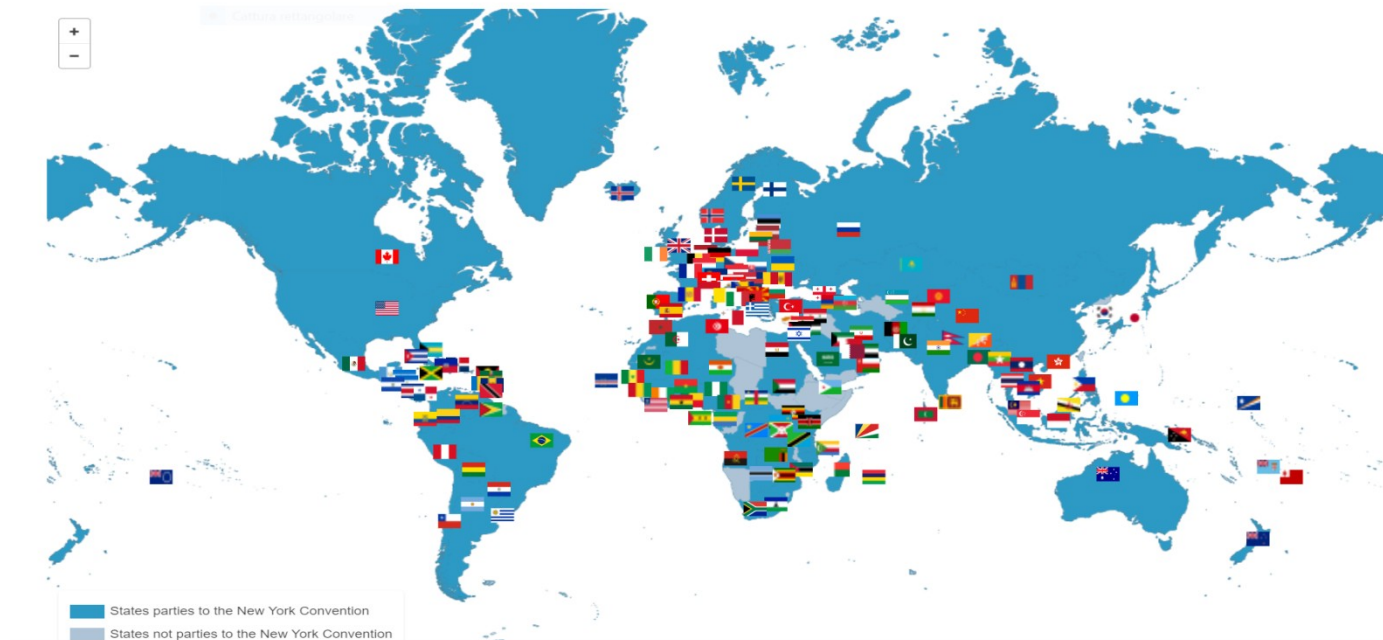 +
−
States parties to the New York Convention
States not parties to the New York Convention